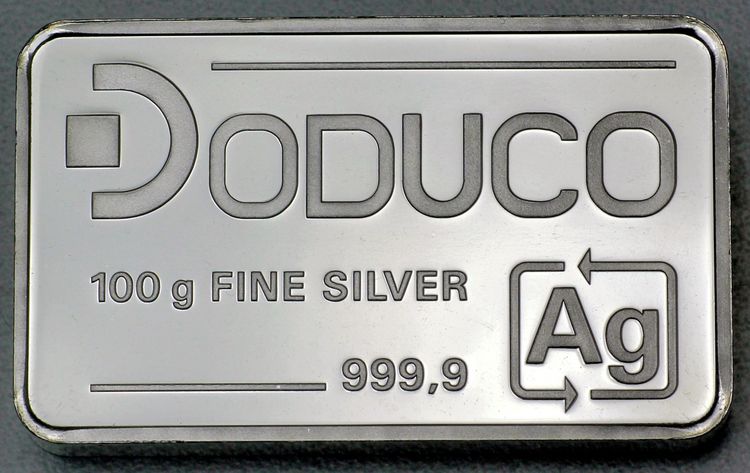 DODUCO
100 g FINE SILVER
999,9
Ag